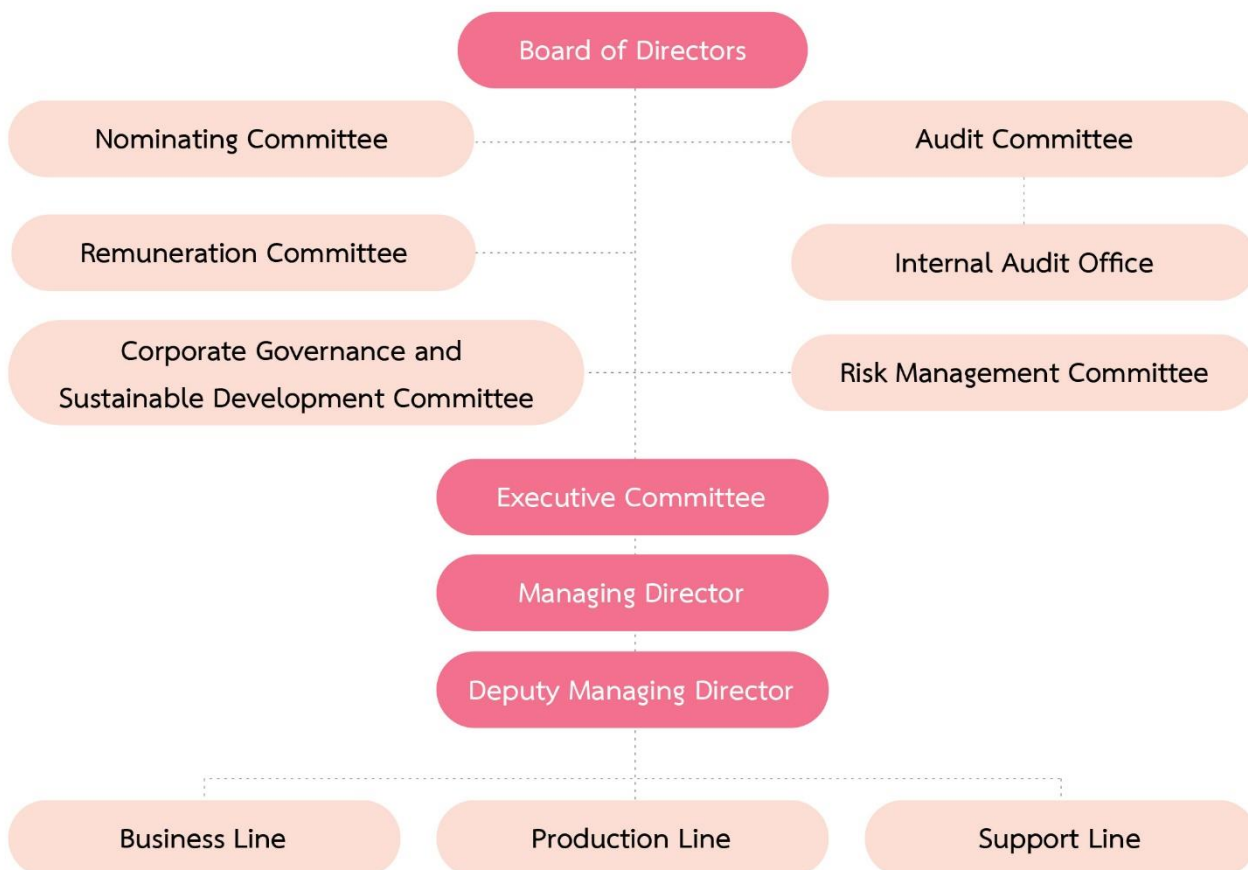 Board of Directors
Nominating Committee
Audit Committee
Remuneration Committee
Internal Audit Office
Corporate Governance and
Sustainable Development Committee
Risk Management Committee
Executive Committee
Managing Director
Deputy Managing Director
Business Line
Production Line
Support Line